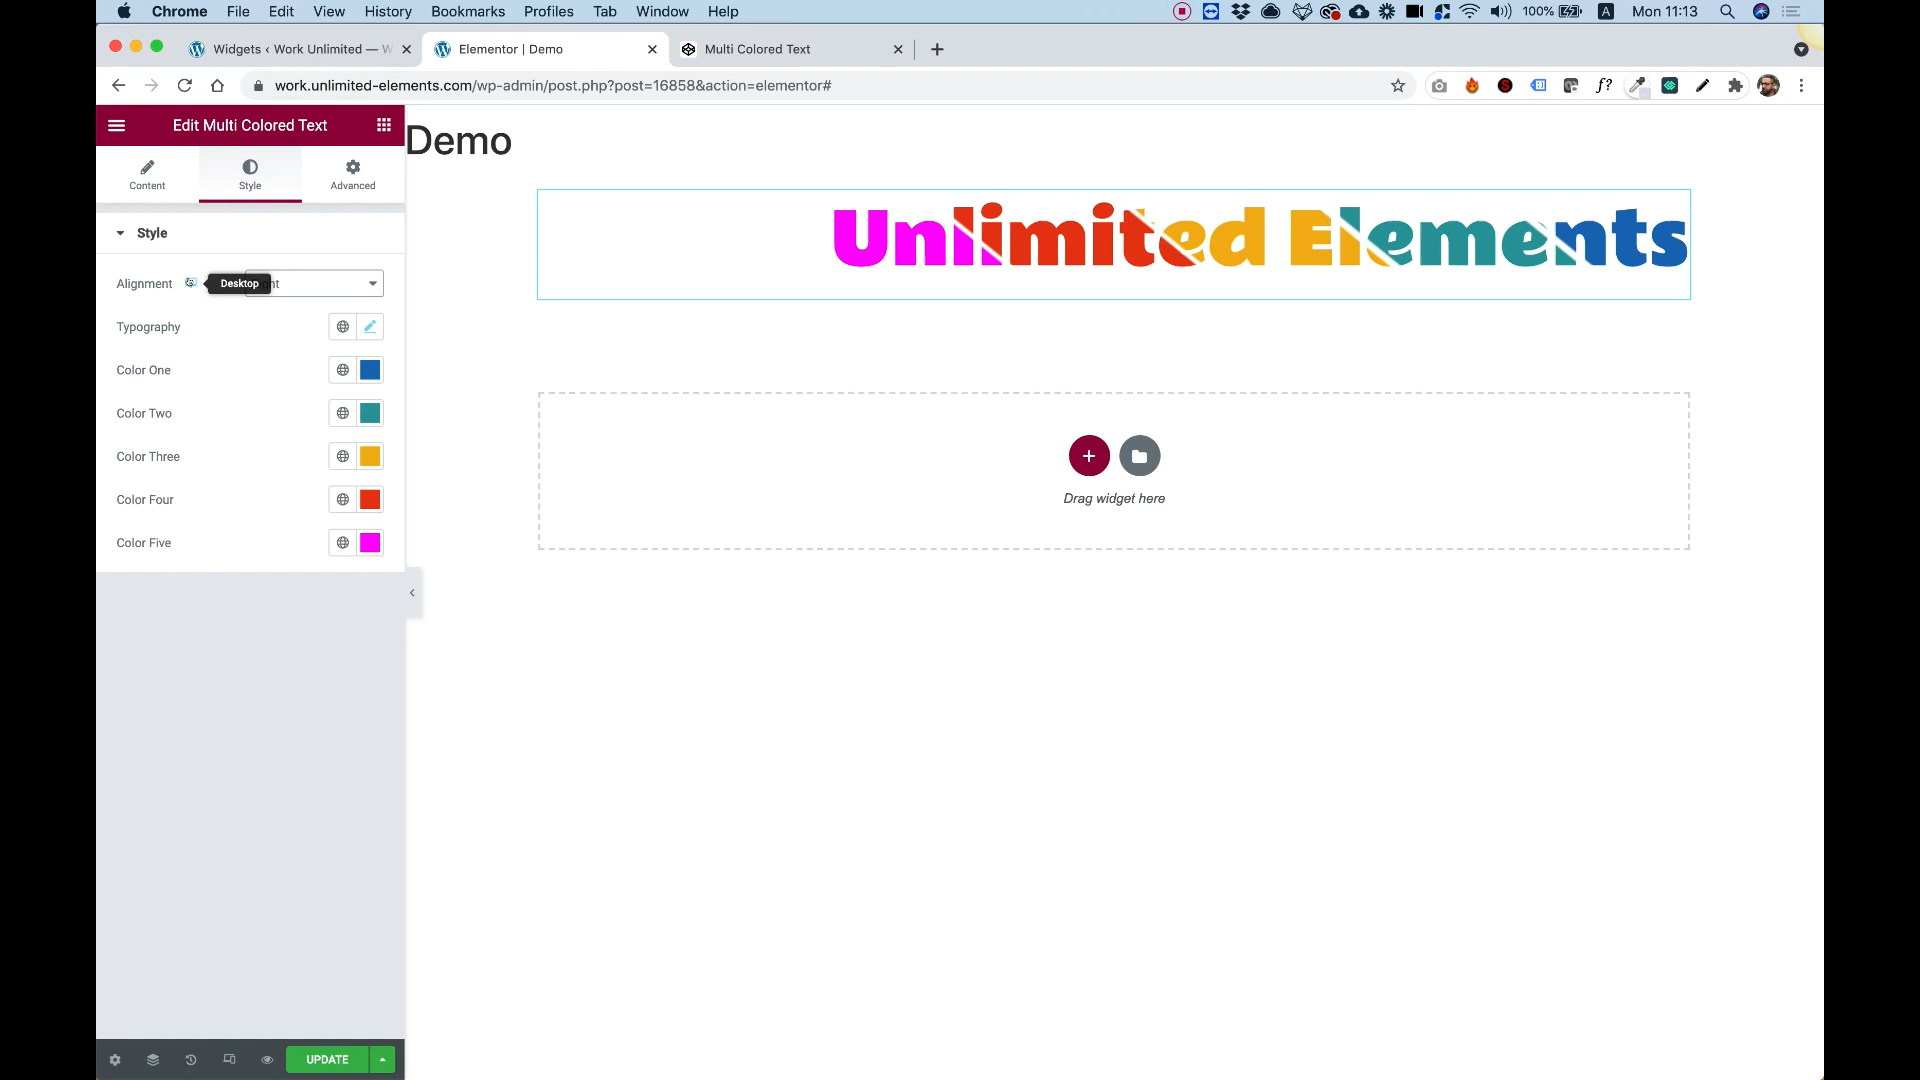 Chrome File Edit View History Bookmarks Profiles Tab Window Help 100% A Mon 11:13
Widgets ‹ Work Unlimited — W
Elementor | Demo
Multi Colored Text
work.unlimited-elements.com/wp-admin/post.php?post=16858&action=elementor#
f?
Edit Multi Colored Text
Demo
Content
Style
Advanced
Unlimited Elements
Style
Alignment
Desktop
Typography
Color One
Color Two
Color Three
Color Four
Color Five
Drag widget here
UPDATE